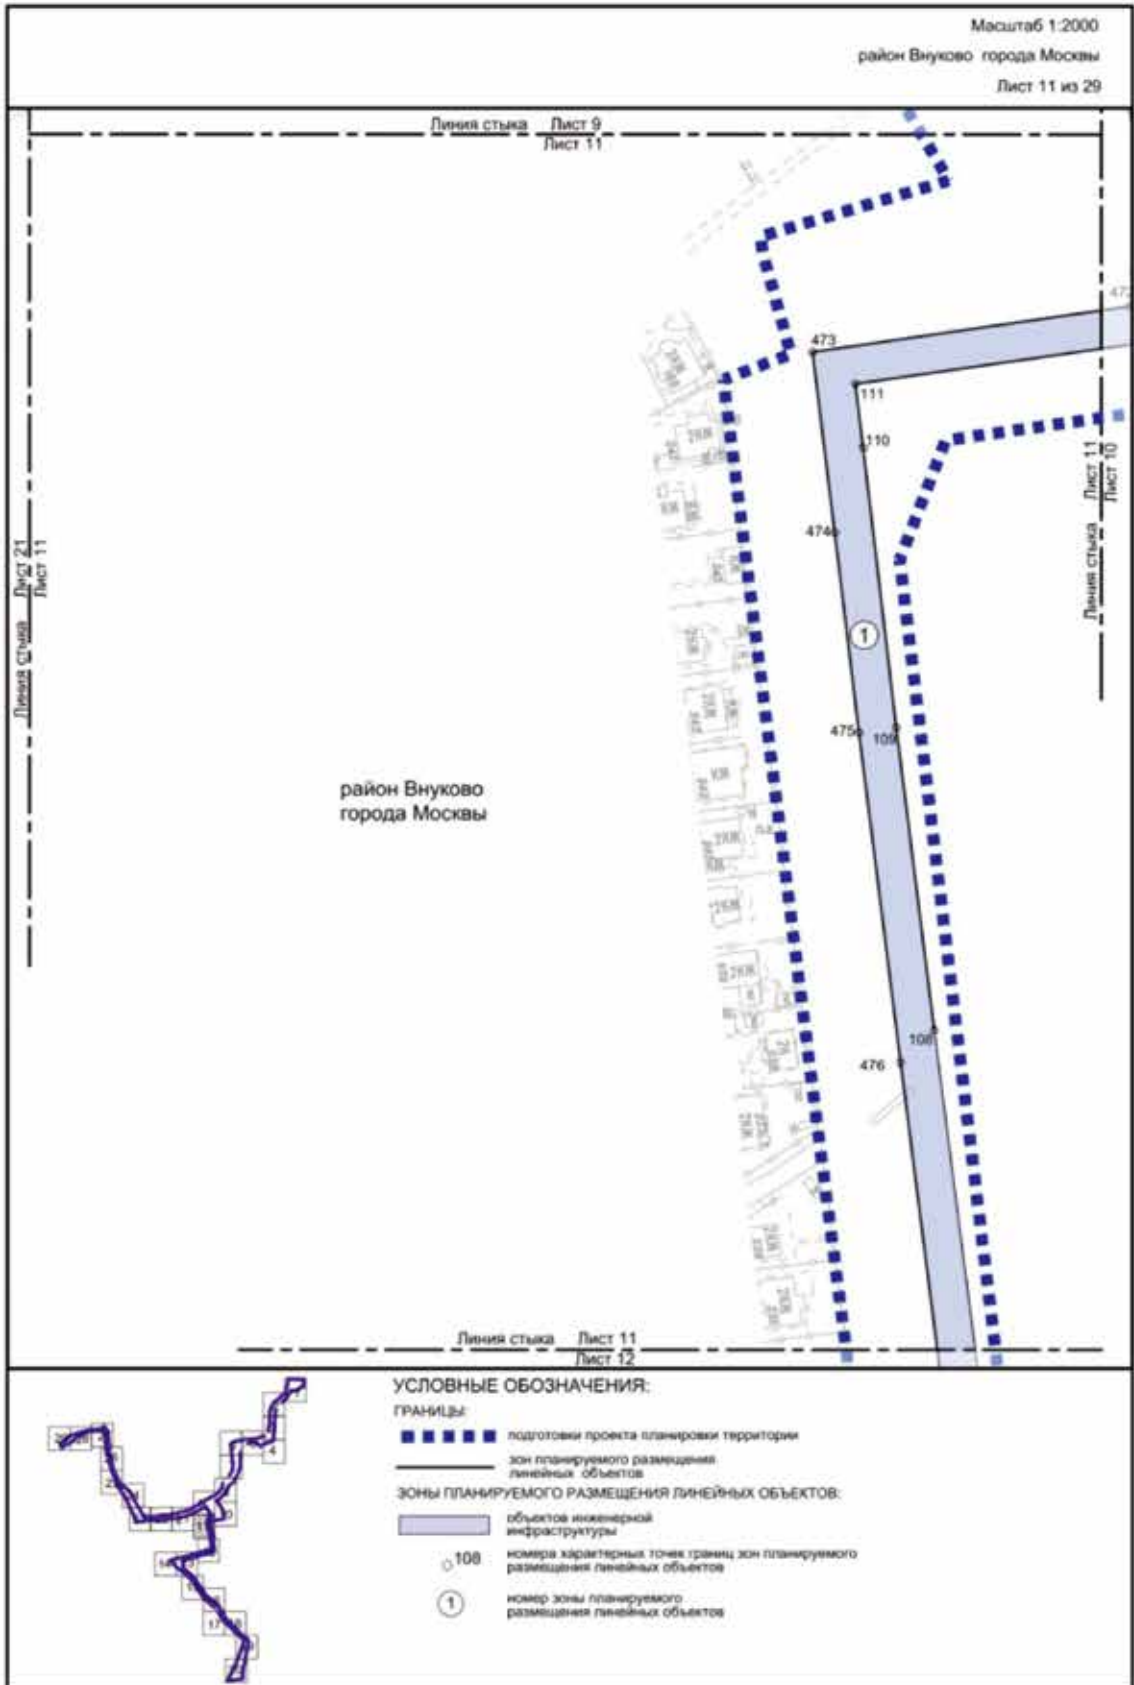 Масштаб 1:2000
район Внуково города Москвы
Лист 11 из 29
Линия стыка Лист 9
Лист 11
472
473
111
110
474
Линия стыка Лист 11
Лист 10
Линия стыка Лист 21
Лист 11
1
475
109
район Внуково
города Москвы
108
476
Линия стыка Лист 11
Лист 12
УСЛОВНЫЕ ОБОЗНАЧЕНИЯ:
ГРАНИЦЫ:
подготовки проекта планировки территории
зон планируемого размещения
линейных объектов
ЗОНЫ ПЛАНИРУЕМОГО РАЗМЕЩЕНИЯ ЛИНЕЙНЫХ ОБЪЕКТОВ:
объектов инженерной
инфраструктуры
108
номера характерных точек границ зон планируемого
размещения линейных объектов
1
номер зоны планируемого
размещения линейных объектов
4
17